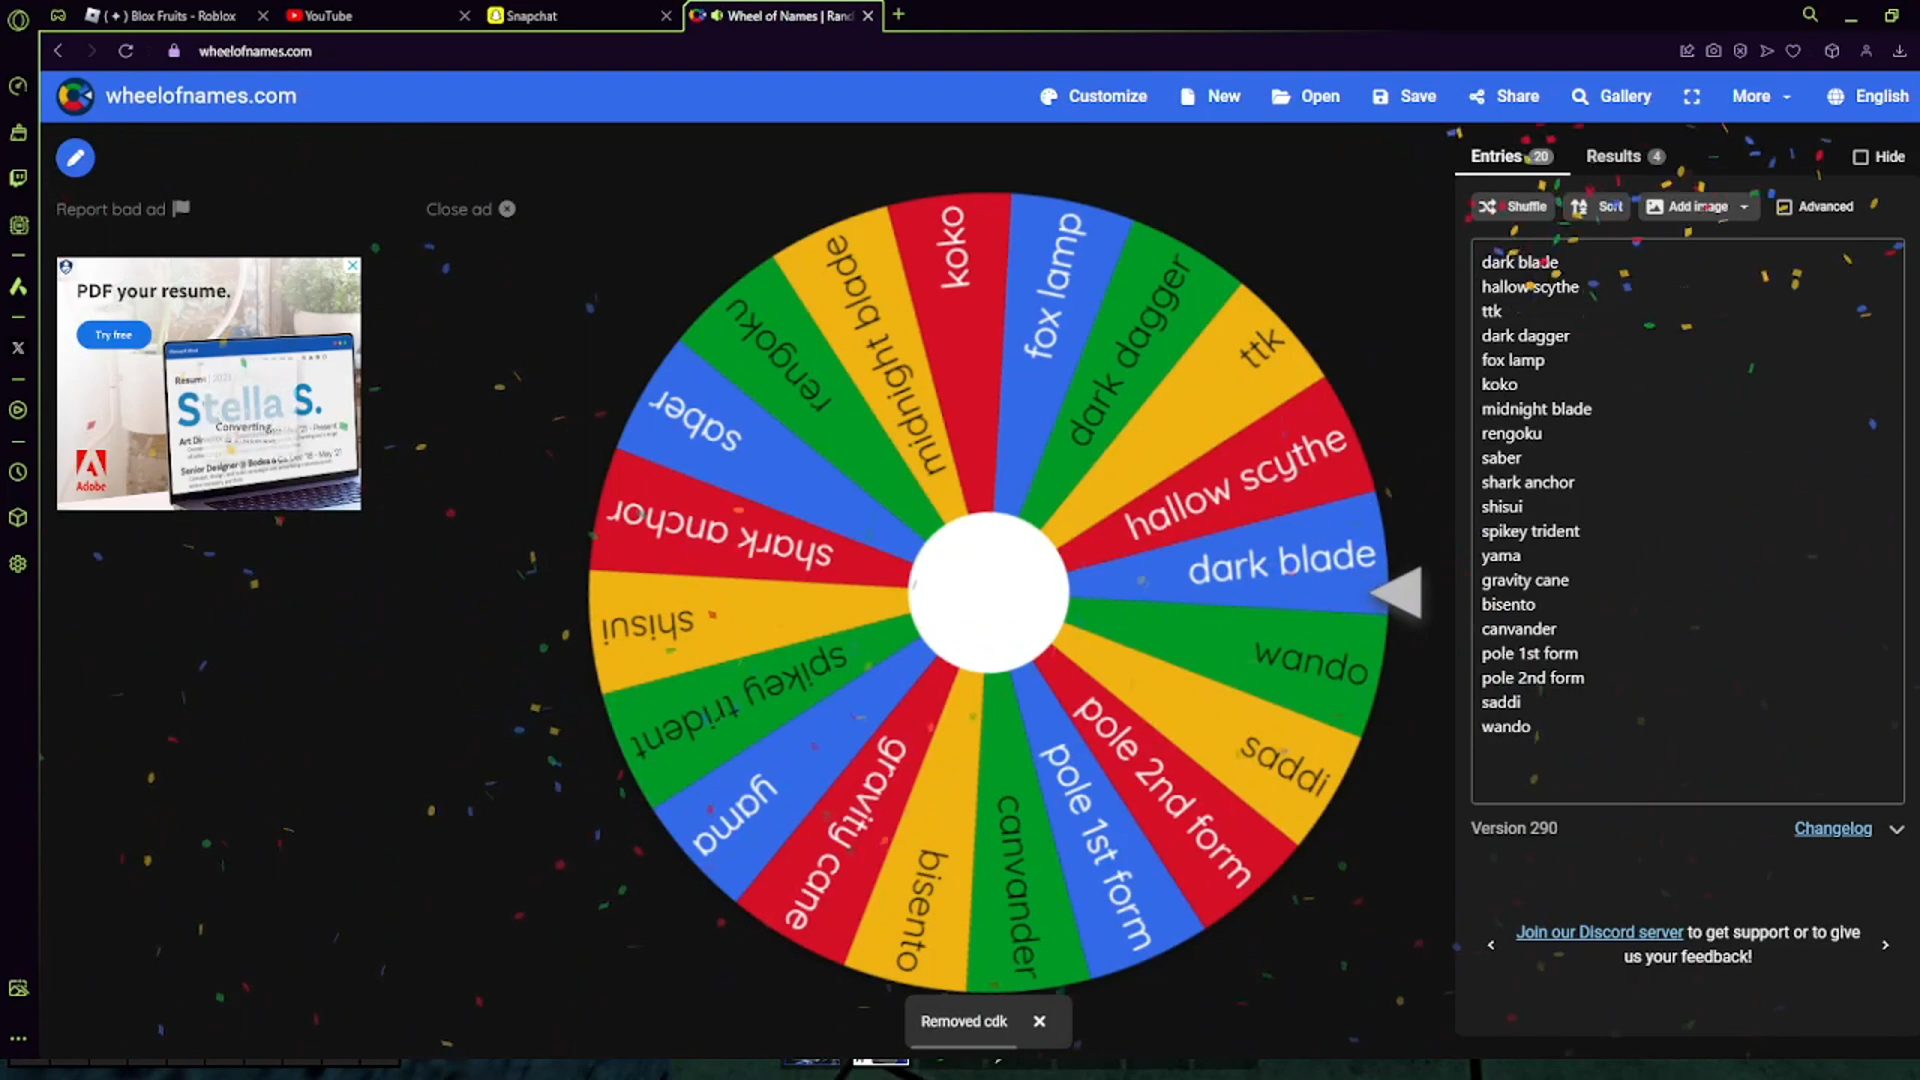 ( + ) Blox Fruits - Roblox
YouTube
Snapchat
Wheel of Names | Rand
wheelofnames.com
wheelofnames.com
Customize
New
Open
Save
Share
Gallery
More
English
Report bad ad
Close ad
PDF your resume.
Try free
Resume | 2023
Stella S.
Converting...
Adobe
koko
fox lamp
dark dagger
ttk
hallow scythe
dark blade
wando
saddi
pole 2nd form
pole 1st form
canvander
bisento
gravity cane
yama
spikey trident
shisui
shark anchor
saber
rengoku
midnight blade
Removed cdk
Entries 20
Results 4
Hide
Shuffle
Sort
Add image
Advanced
dark blade
hallow scythe
ttk
dark dagger
fox lamp
koko
midnight blade
rengoku
saber
shark anchor
shisui
spikey trident
yama
gravity cane
bisento
canvander
pole 1st form
pole 2nd form
saddi
wando
Version 290
Changelog
Join our Discord server to get support or to give
us your feedback!